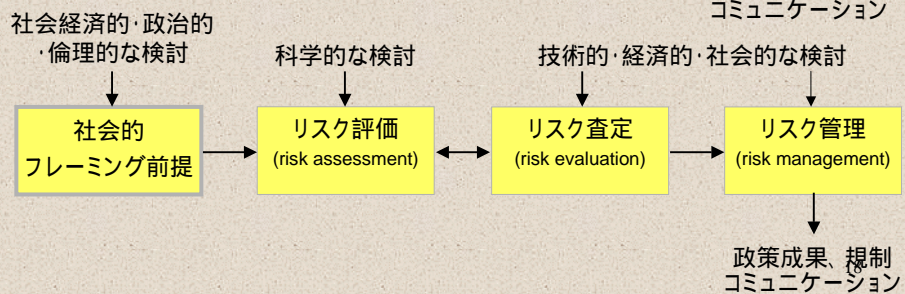 コミュニケーション
社会経済的・政治的
・倫理的な検討
科学的な検討
技術的・経済的・社会的な検討
社会的
フレーミング前提
リスク評価
(risk assessment)
リスク査定
(risk evaluation)
リスク管理
(risk management)
政策成果、規制
コミュニケーション
18